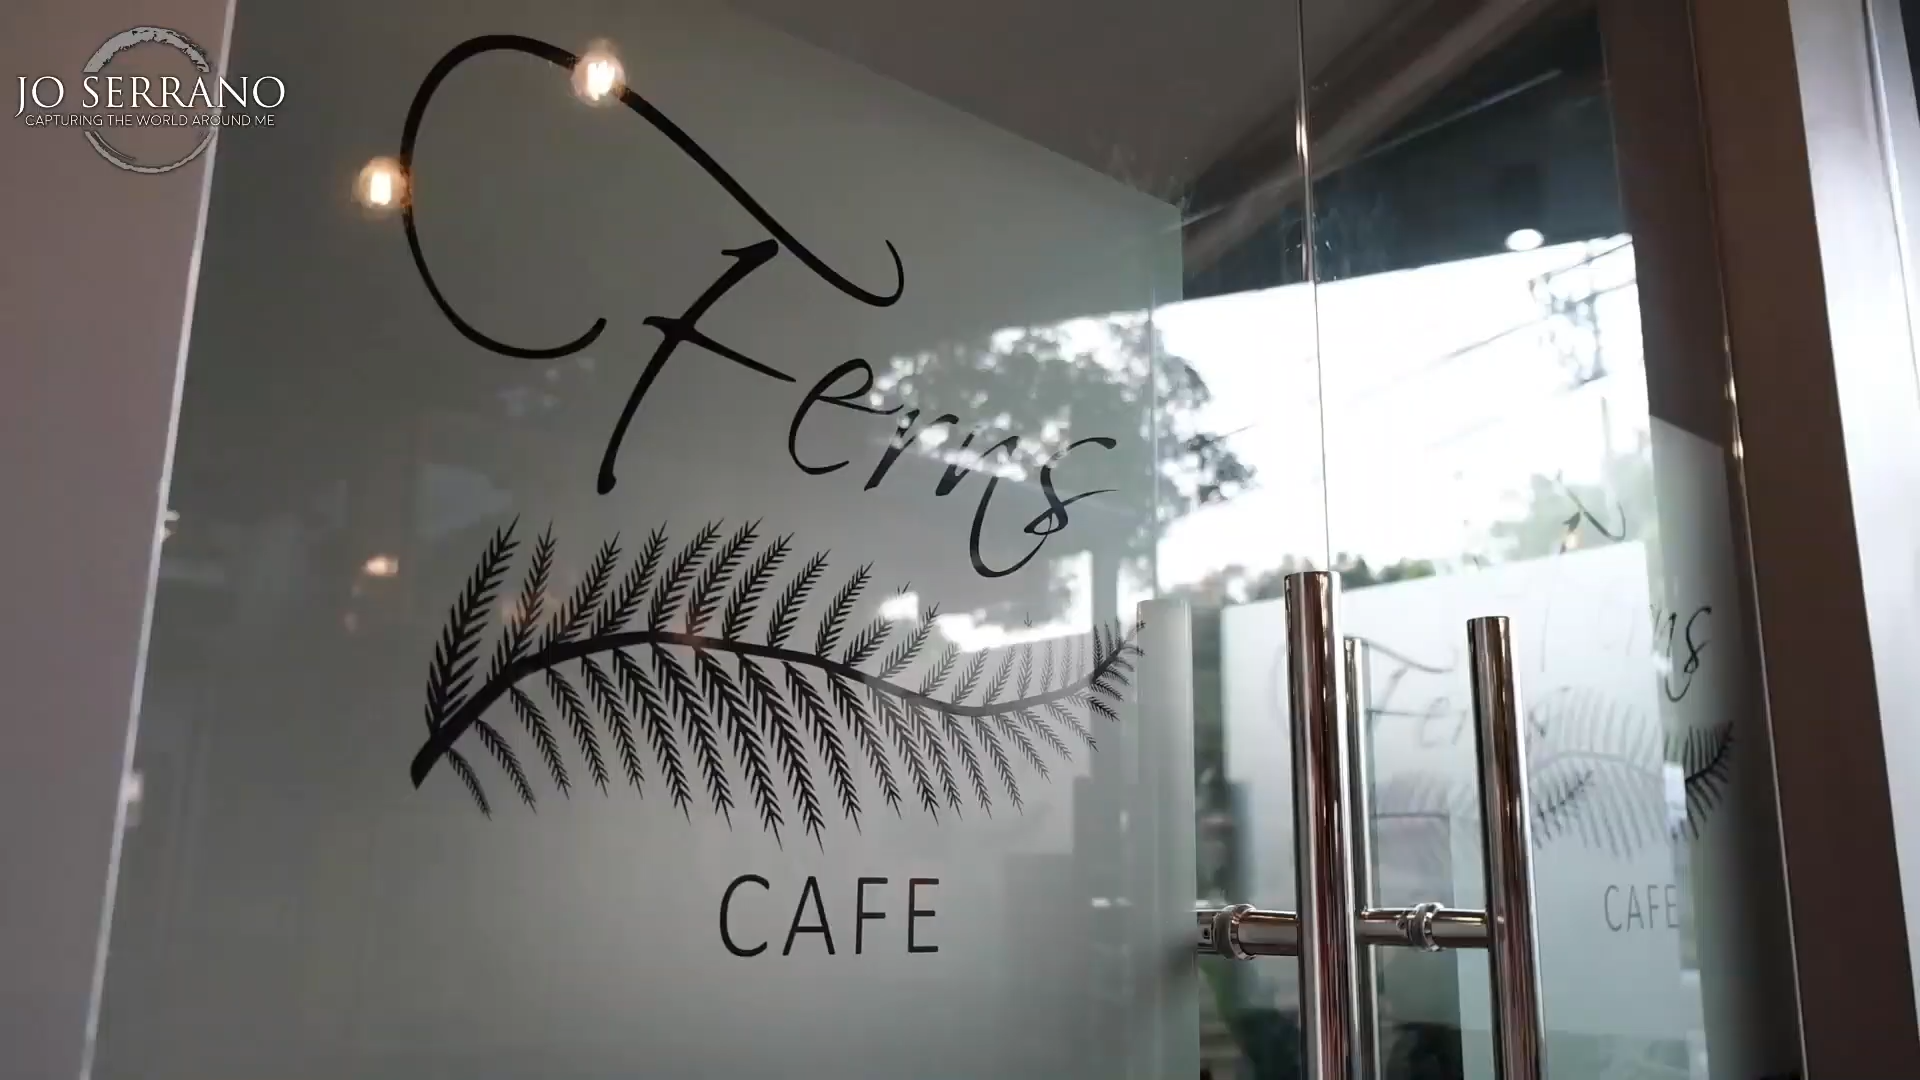 JO SERRANO
CAPTURING THE WORLD AROUND ME
Ferns
CAFE
Ferns
CAFE